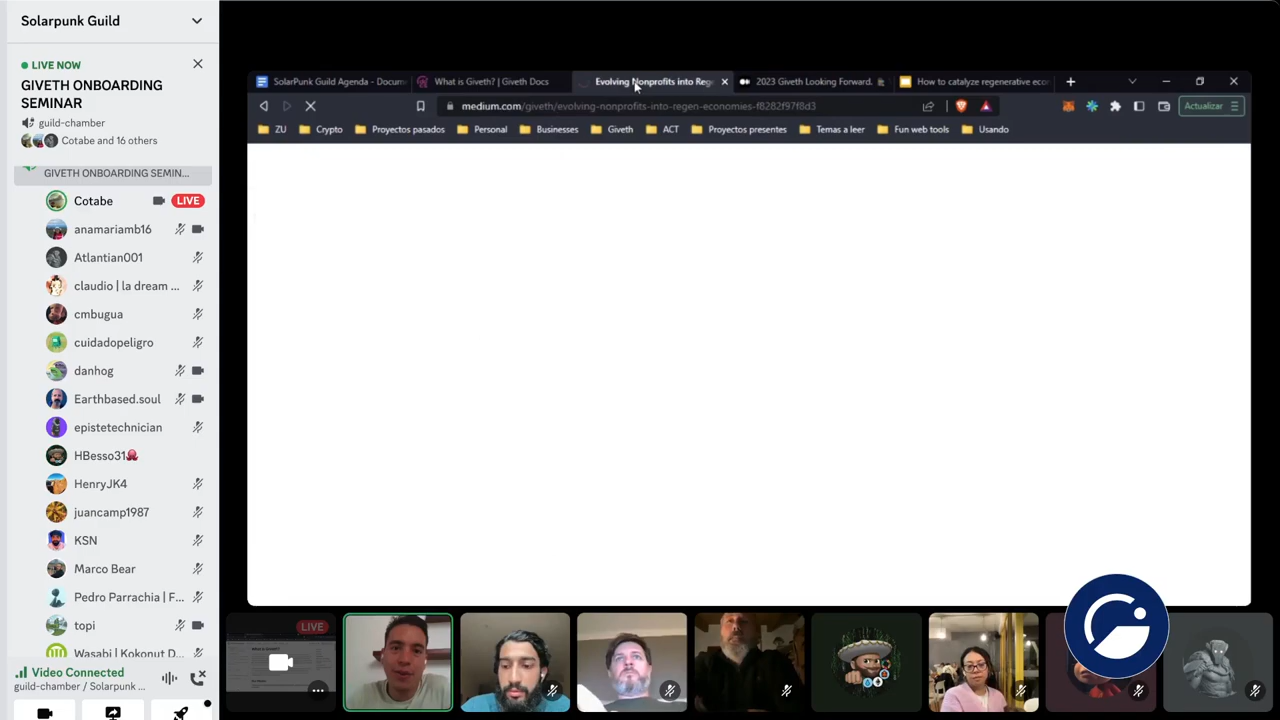 Solarpunk Guild
LIVE NOW
GIVETH ONBOARDING
SEMINAR
guild-chamber
Cotabe and 16 others
GIVETH ONBOARDING SEMIN...
Cotabe
LIVE
anamariamb16
Atlantian001
claudio | la dream ...
cmbugua
cuidadopeligro
danhog
Earthbased.soul
epistetechnician
HBesso31
HenryJK4
juancamp1987
KSN
Marco Bear
Pedro Parrachia | F...
topi
Wasabi | Kokonut D...
Video Connected
guild-chamber / Solarpunk ...
SolarPunk Guild Agenda - Docum
What is Giveth? | Giveth Docs
Evolving Nonprofits into Rege
2023 Giveth Looking Forward.
How to catalyze regenerative econ
medium.com/giveth/evolving-nonprofits-into-regen-economies-f8282f97f8d3
Actualizar
ZU
Crypto
Proyectos pasados
Personal
Businesses
Giveth
ACT
Proyectos presentes
Temas a leer
Fun web tools
Usando
LIVE